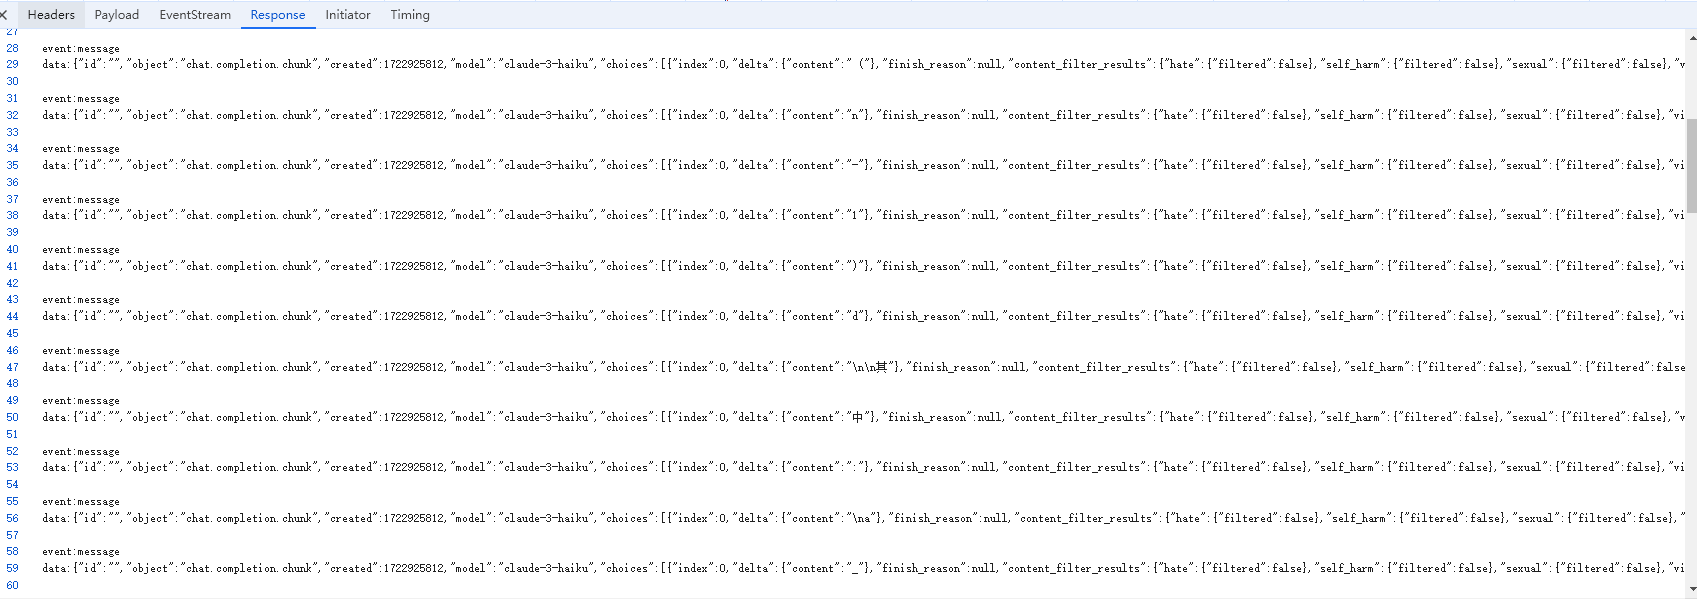 Headers Payload EventStream Response Initiator Timing
27
28 event:message
29 data:{"id":"","object":"chat.completion.chunk","created":1722925812,"model":"claude-3-haiku","choices":[{"index":0,"delta":{"content":" ("},"finish_reason":null,"content_filter_results":{"hate":{"filtered":false},"self_harm":{"filtered":false},"sexual":{"filtered":false},"v
30
31 event:message
32 data:{"id":"","object":"chat.completion.chunk","created":1722925812,"model":"claude-3-haiku","choices":[{"index":0,"delta":{"content":"n"},"finish_reason":null,"content_filter_results":{"hate":{"filtered":false},"self_harm":{"filtered":false},"sexual":{"filtered":false},"vi
33
34 event:message
35 data:{"id":"","object":"chat.completion.chunk","created":1722925812,"model":"claude-3-haiku","choices":[{"index":0,"delta":{"content":"-"},"finish_reason":null,"content_filter_results":{"hate":{"filtered":false},"self_harm":{"filtered":false},"sexual":{"filtered":false},"vi
36
37 event:message
38 data:{"id":"","object":"chat.completion.chunk","created":1722925812,"model":"claude-3-haiku","choices":[{"index":0,"delta":{"content":"1"},"finish_reason":null,"content_filter_results":{"hate":{"filtered":false},"self_harm":{"filtered":false},"sexual":{"filtered":false},"vi
39
40 event:message
41 data:{"id":"","object":"chat.completion.chunk","created":1722925812,"model":"claude-3-haiku","choices":[{"index":0,"delta":{"content":")"},"finish_reason":null,"content_filter_results":{"hate":{"filtered":false},"self_harm":{"filtered":false},"sexual":{"filtered":false},"vi
42
43 event:message
44 data:{"id":"","object":"chat.completion.chunk","created":1722925812,"model":"claude-3-haiku","choices":[{"index":0,"delta":{"content":"d"},"finish_reason":null,"content_filter_results":{"hate":{"filtered":false},"self_harm":{"filtered":false},"sexual":{"filtered":false},"vi
45
46 event:message
47 data:{"id":"","object":"chat.completion.chunk","created":1722925812,"model":"claude-3-haiku","choices":[{"index":0,"delta":{"content":"\n\n其"},"finish_reason":null,"content_filter_results":{"hate":{"filtered":false},"self_harm":{"filtered":false},"sexual":{"filtered":false
48
49 event:message
50 data:{"id":"","object":"chat.completion.chunk","created":1722925812,"model":"claude-3-haiku","choices":[{"index":0,"delta":{"content":"中"},"finish_reason":null,"content_filter_results":{"hate":{"filtered":false},"self_harm":{"filtered":false},"sexual":{"filtered":false},"v
51
52 event:message
53 data:{"id":"","object":"chat.completion.chunk","created":1722925812,"model":"claude-3-haiku","choices":[{"index":0,"delta":{"content":":"},"finish_reason":null,"content_filter_results":{"hate":{"filtered":false},"self_harm":{"filtered":false},"sexual":{"filtered":false},"vi
54
55 event:message
56 data:{"id":"","object":"chat.completion.chunk","created":1722925812,"model":"claude-3-haiku","choices":[{"index":0,"delta":{"content":"\na"},"finish_reason":null,"content_filter_results":{"hate":{"filtered":false},"self_harm":{"filtered":false},"sexual":{"filtered":false},"
57
58 event:message
59 data:{"id":"","object":"chat.completion.chunk","created":1722925812,"model":"claude-3-haiku","choices":[{"index":0,"delta":{"content":"_"},"finish_reason":null,"content_filter_results":{"hate":{"filtered":false},"self_harm":{"filtered":false},"sexual":{"filtered":false},"vi
60